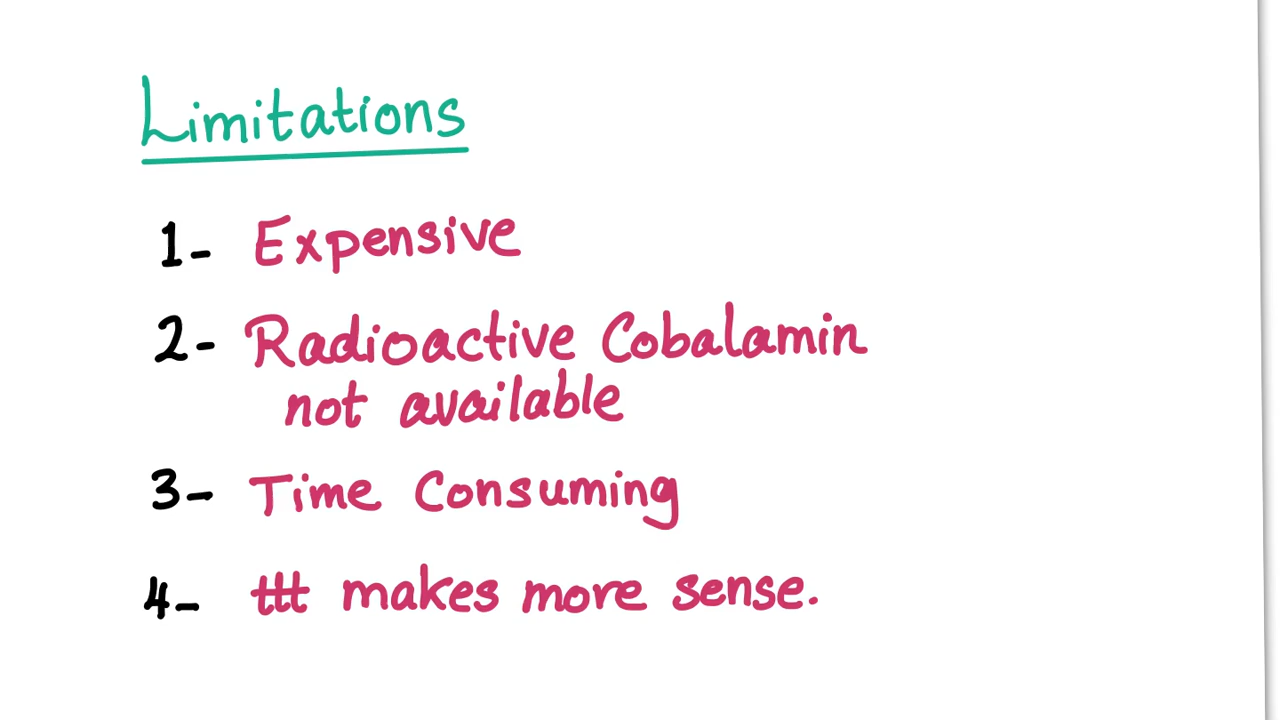 Limitations
1- Expensive
2- Radioactive Cobalamin
not available
3- Time Consuming
4- ttt makes more sense.